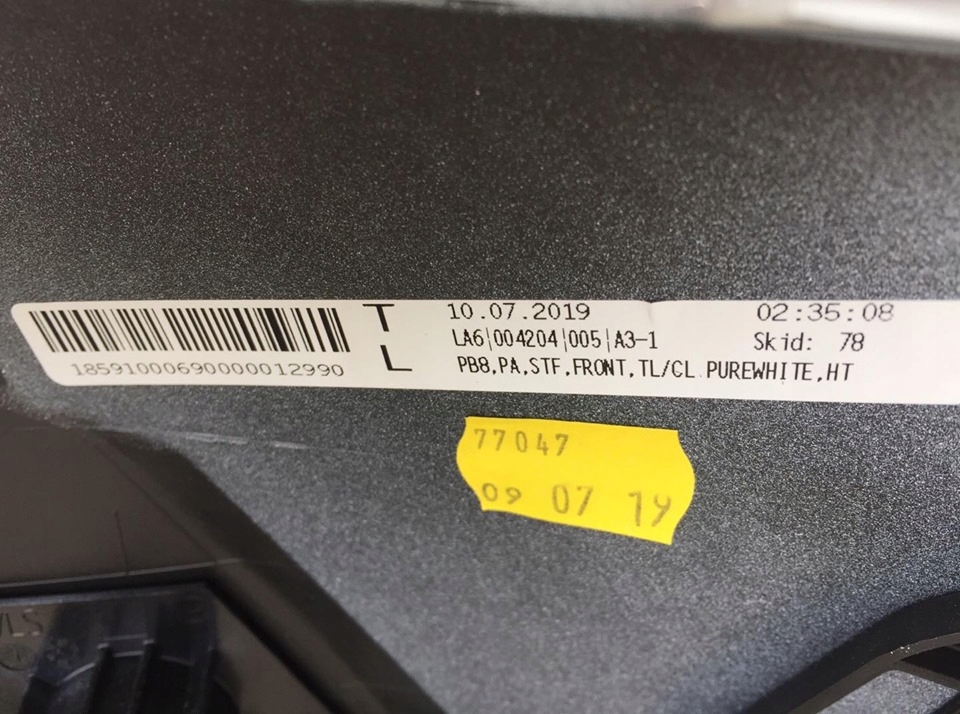 T 10.07.2019 02:35:08
LA6|004204|005|A3-1 Skid: 78
L PB8,PA,STF,FRONT,TL/CL PUREWHITE,HT
18591000690000012990
77047
09 07 19